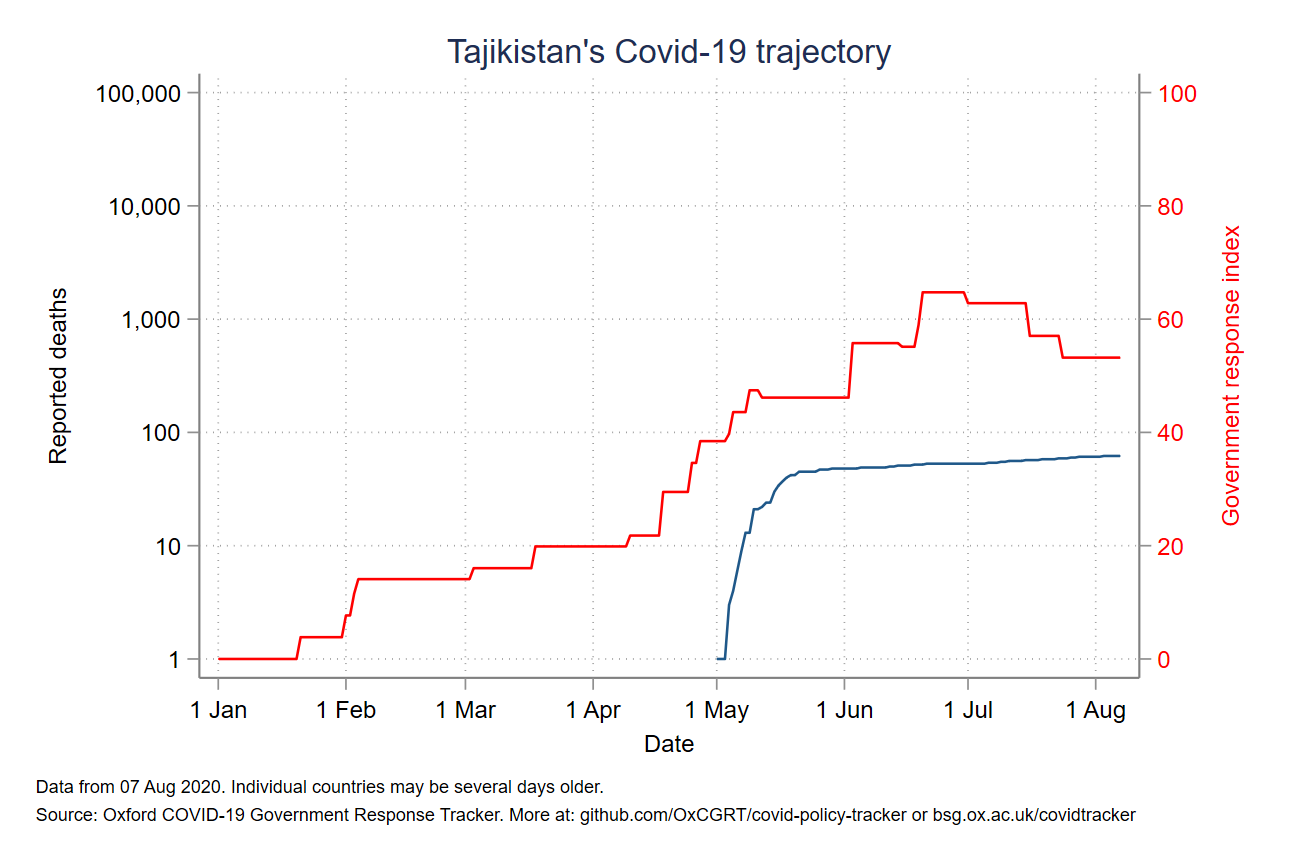 Tajikistan's Covid-19 trajectory
100,000
10,000
1,000
100
10
1
Reported deaths
100
80
60
40
20
0
Government response index
1 Jan 1 Feb 1 Mar 1 Apr 1 May 1 Jun 1 Jul 1 Aug
Date
Data from 07 Aug 2020. Individual countries may be several days older.
Source: Oxford COVID-19 Government Response Tracker. More at: github.com/OxCGRT/covid-policy-tracker or bsg.ox.ac.uk/covidtracker